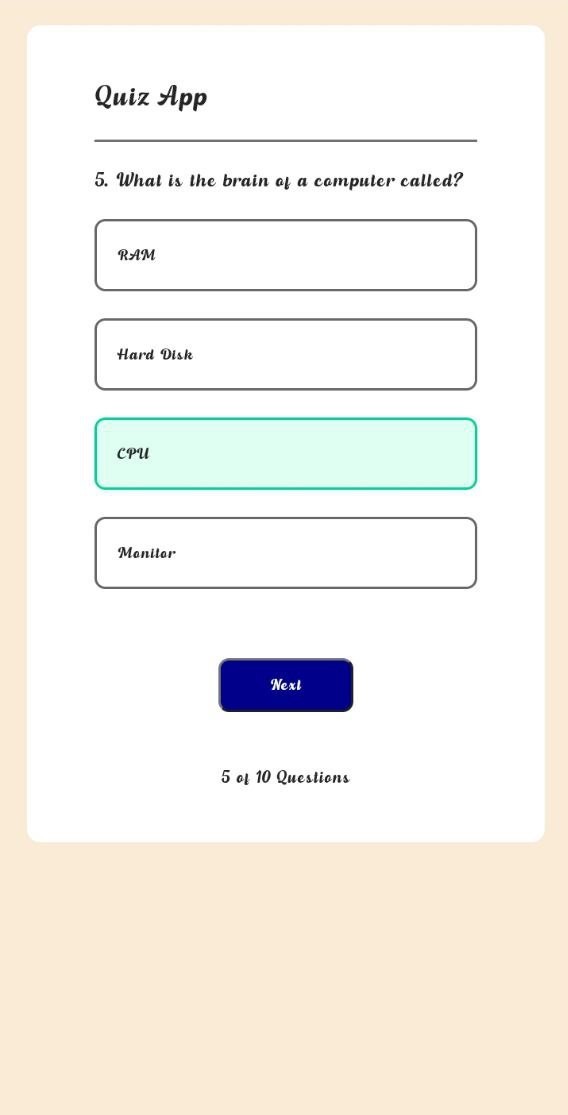 Quiz App
5. What is the brain of a computer called?
RAM
Hard Disk
CPU
Monitor
Next
5 of 10 Questions